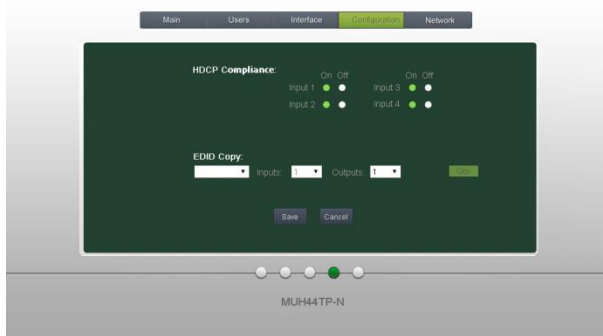 Main Users Interface Configuration Network
HDCP Compliance: On Off On Off
Input 1 Input 3
Input 2 Input 4
EDID Copy:
Inputs: 1 Outputs: 1 Go!
Save Cancel
MUH44TP-N